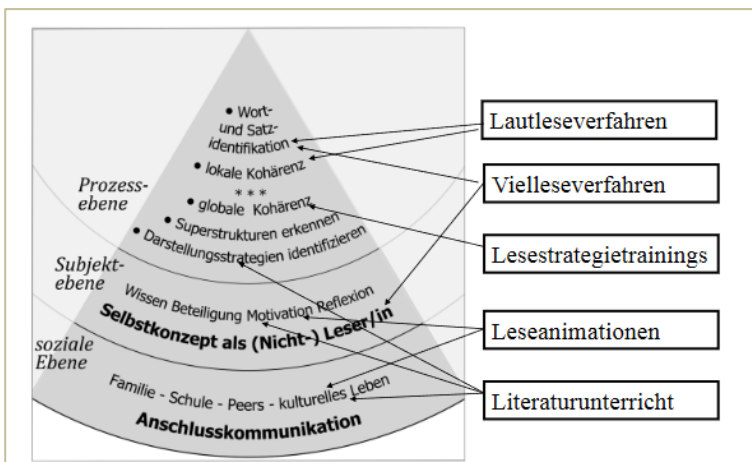 • Wort-
und Satz-
identifikation
• lokale Kohärenz
* * *
• globale Kohärenz
• Superstrukturen erkennen
• Darstellungsstrategien identifizieren
Prozess-
ebene
Wissen Beteiligung Motivation Reflexion
Selbstkonzept als (Nicht-) Leser/in
Subjekt-
ebene
Familie - Schule - Peers - kulturelles Leben
Anschlusskommunikation
soziale
Ebene
Lautleseverfahren
Vielleseverfahren
Lesestrategietrainings
Leseanimationen
Literaturunterricht